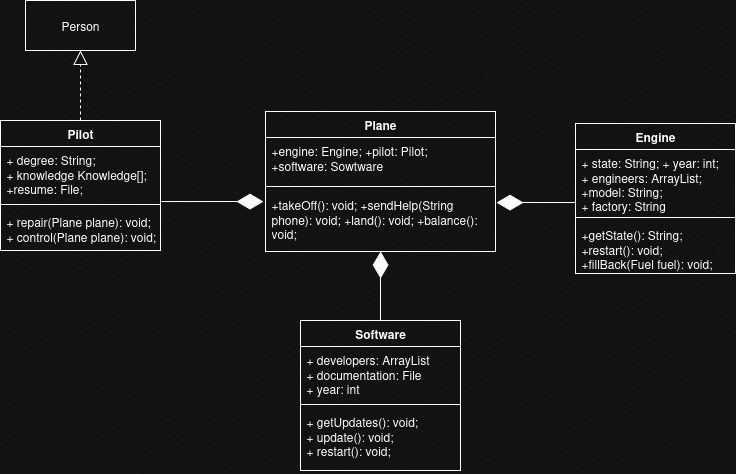 Person
Pilot
+ degree: String;
+ knowledge Knowledge[];
+resume: File;
+ repair(Plane plane): void;
+ control(Plane plane): void;
Plane
+engine: Engine; +pilot: Pilot;
+software: Sowtware
+takeOff(): void; +sendHelp(String
phone): void; +land(): void; +balance():
void;
Engine
+ state: String; + year: int;
+ engineers: ArrayList;
+model: String;
+ factory: String
+getState(): String;
+restart(): void;
+fillBack(Fuel fuel): void;
Software
+ developers: ArrayList
+ documentation: File
+ year: int
+ getUpdates(): void;
+ update(): void;
+ restart(): void;